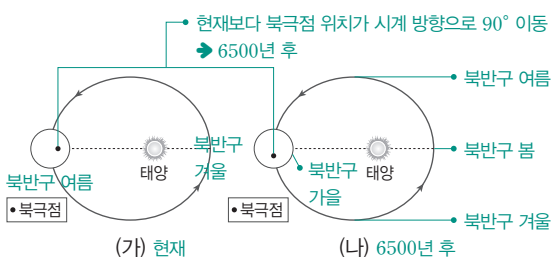 현재보다 북극점 위치가 시계 방향으로 90° 이동
➔ 6500년 후
북반구 여름
태양
북반구
겨울
•북극점
(가) 현재
북반구 여름
북반구 봄
북반구
가을
태양
•북극점
북반구 겨울
(나) 6500년 후